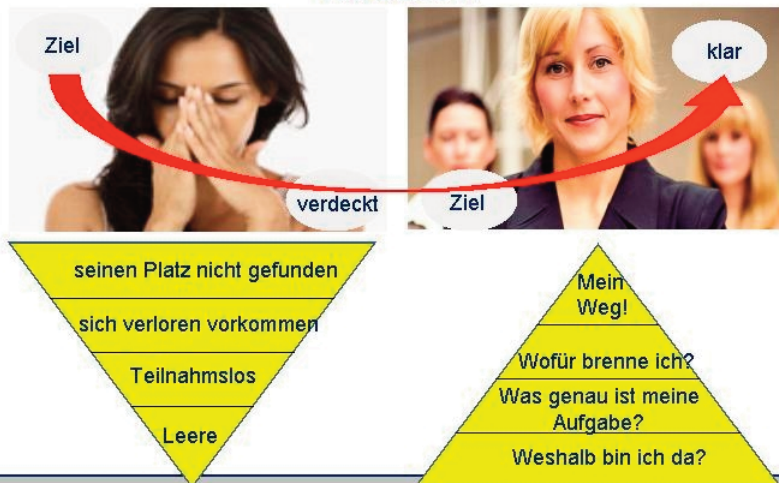 Ziel
klar
verdeckt
Ziel
seinen Platz nicht gefunden
sich verloren vorkommen
Teilnahmslos
Leere
Mein
Weg!
Wofür brenne ich?
Was genau ist meine
Aufgabe?
Weshalb bin ich da?